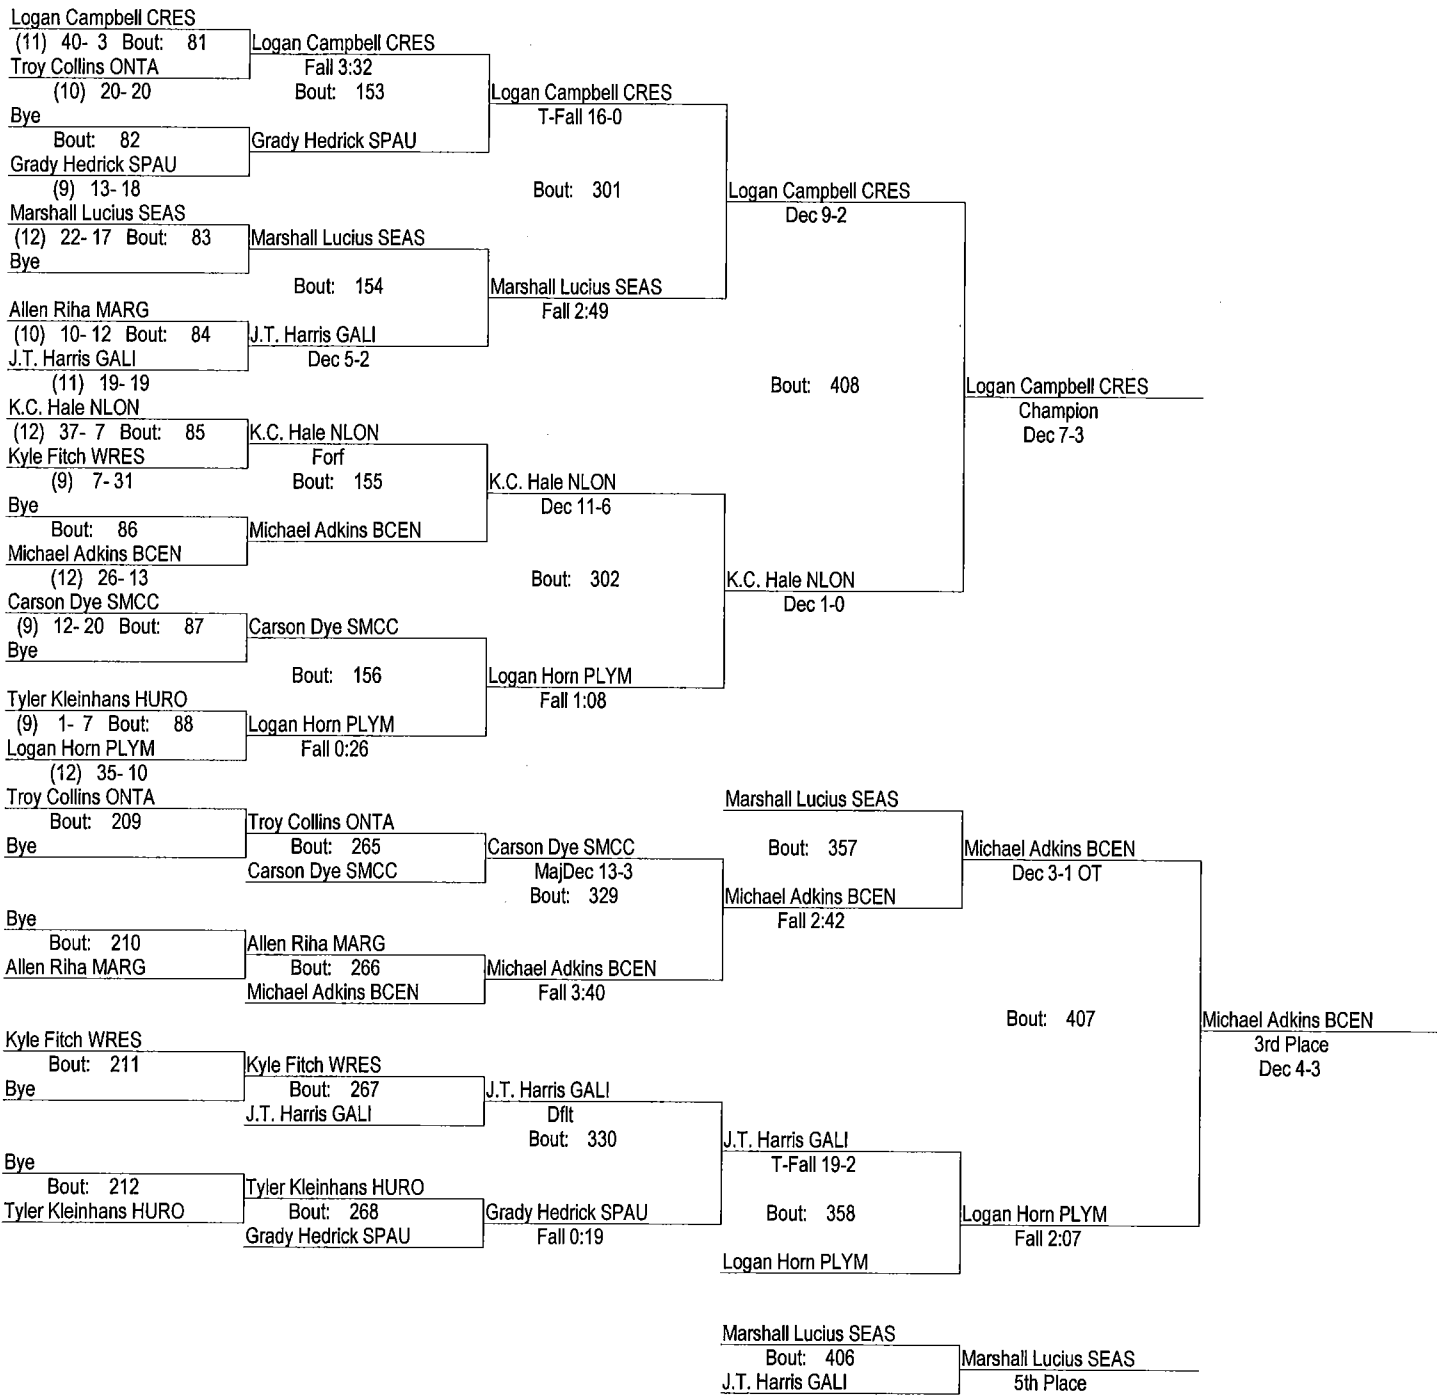 Logan Campbell CRES
(11) 40- 3 Bout: 81
Troy Collins ONTA
(10) 20- 20
Bye
Bout: 82
Grady Hedrick SPAU
(9) 13- 18
Marshall Lucius SEAS
(12) 22- 17 Bout: 83
Bye
Allen Riha MARG
(10) 10- 12 Bout: 84
J.T. Harris GALI
(11) 19- 19
K.C. Hale NLON
(12) 37- 7 Bout: 85
Kyle Fitch WRES
(9) 7- 31
Bye
Bout: 86
Michael Adkins BCEN
(12) 26- 13
Carson Dye SMCC
(9) 12- 20 Bout: 87
Bye
Tyler Kleinhans HURO
(9) 1- 7 Bout: 88
Logan Horn PLYM
(12) 35- 10
Logan Campbell CRES
Fall 3:32
Bout: 153
Grady Hedrick SPAU
Marshall Lucius SEAS
Bout: 154
J.T. Harris GALI
Dec 5-2
K.C. Hale NLON
Forf
Bout: 155
Michael Adkins BCEN
Carson Dye SMCC
Bout: 156
Logan Horn PLYM
Fall 0:26
Logan Campbell CRES
T-Fall 16-0
Bout: 301
Marshall Lucius SEAS
Fall 2:49
K.C. Hale NLON
Dec 11-6
Bout: 302
Logan Horn PLYM
Fall 1:08
Logan Campbell CRES
Dec 9-2
Bout: 408
K.C. Hale NLON
Dec 1-0
Logan Campbell CRES
Champion
Dec 7-3
Troy Collins ONTA
Bout: 209
Bye
Bye
Bout: 210
Allen Riha MARG
Kyle Fitch WRES
Bout: 211
Bye
Bye
Bout: 212
Tyler Kleinhans HURO
Troy Collins ONTA
Bout: 265
Carson Dye SMCC
Allen Riha MARG
Bout: 266
Michael Adkins BCEN
Kyle Fitch WRES
Bout: 267
J.T. Harris GALI
Tyler Kleinhans HURO
Bout: 268
Grady Hedrick SPAU
Carson Dye SMCC
MajDec 13-3
Bout: 329
Michael Adkins BCEN
Fall 3:40
J.T. Harris GALI
Dflt
Bout: 330
Grady Hedrick SPAU
Fall 0:19
Marshall Lucius SEAS
Bout: 357
Michael Adkins BCEN
Fall 2:42
J.T. Harris GALI
T-Fall 19-2
Bout: 358
Logan Horn PLYM
Michael Adkins BCEN
Dec 3-1 OT
Bout: 407
Logan Horn PLYM
Fall 2:07
Michael Adkins BCEN
3rd Place
Dec 4-3
Marshall Lucius SEAS
Bout: 406
J.T. Harris GALI
Marshall Lucius SEAS
5th Place